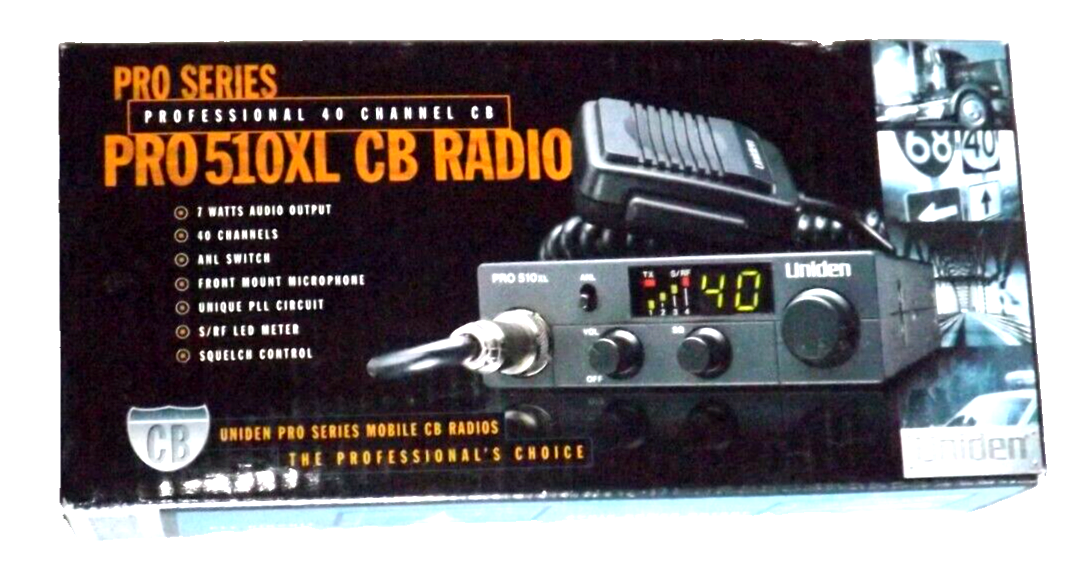 PRO SERIES
PROFESSIONAL 40 CHANNEL CB
PRO 510XL CB RADIO
7 WATTS AUDIO OUTPUT
40 CHANNELS
ANL SWITCH
FRONT MOUNT MICROPHONE
UNIQUE PLL CIRCUIT
S/RF LED METER
SQUELCH CONTROL
Uniden
PRO 510XL
ANL
TX S/RF
40
1 2 3 4
Uniden
VOL
SQ
OFF
68 40
CB
UNIDEN PRO SERIES MOBILE CB RADIOS
THE PROFESSIONAL'S CHOICE
Uniden